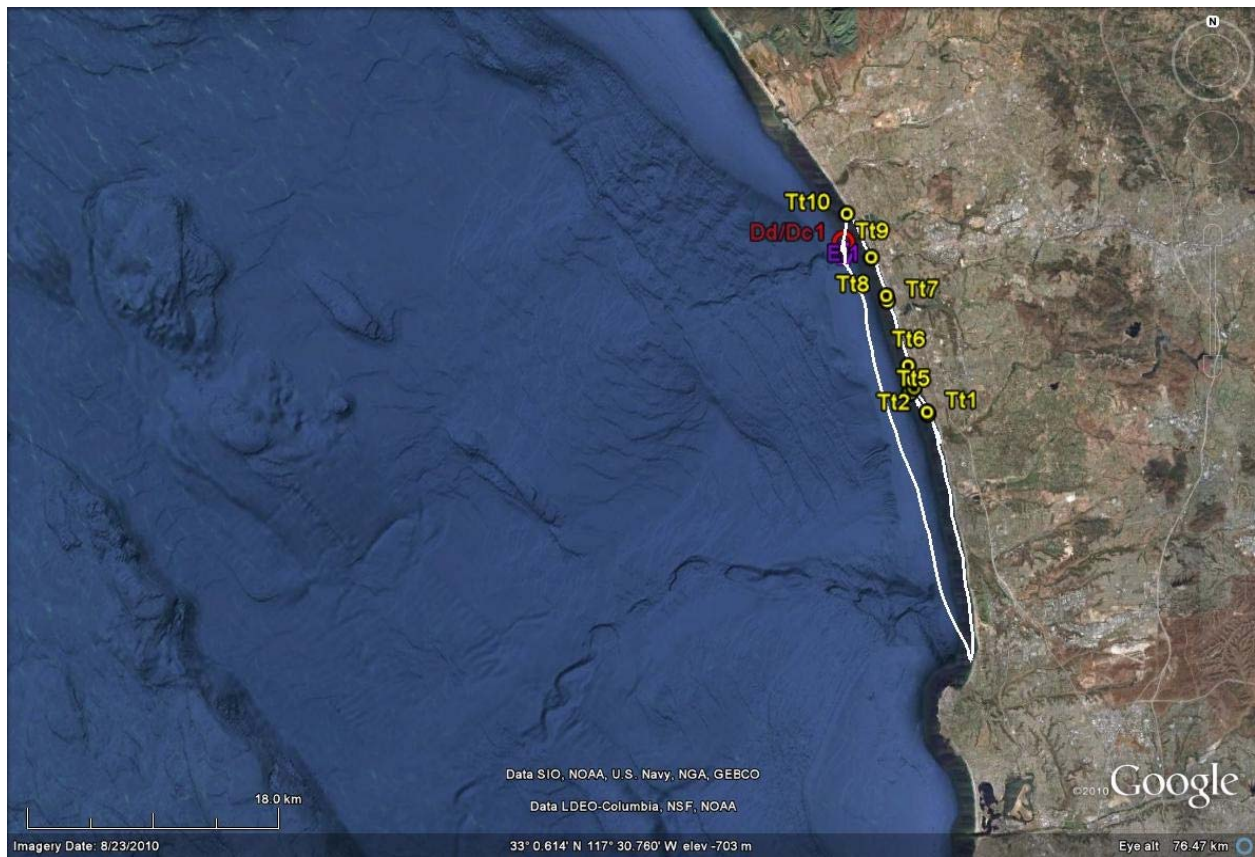 N
Tt10
Dd/Dc1
Tt9
Tt8
Tt7
Tt6
Tt5
Tt2
Tt1
Data SIO, NOAA, U.S. Navy, NGA, GEBCO
Data LDEO-Columbia, NSF, NOAA
18.0 km
©2010 Google
Imagery Date: 8/23/2010
33° 0.614' N 117° 30.760' W elev -703 m
Eye alt 76.47 km